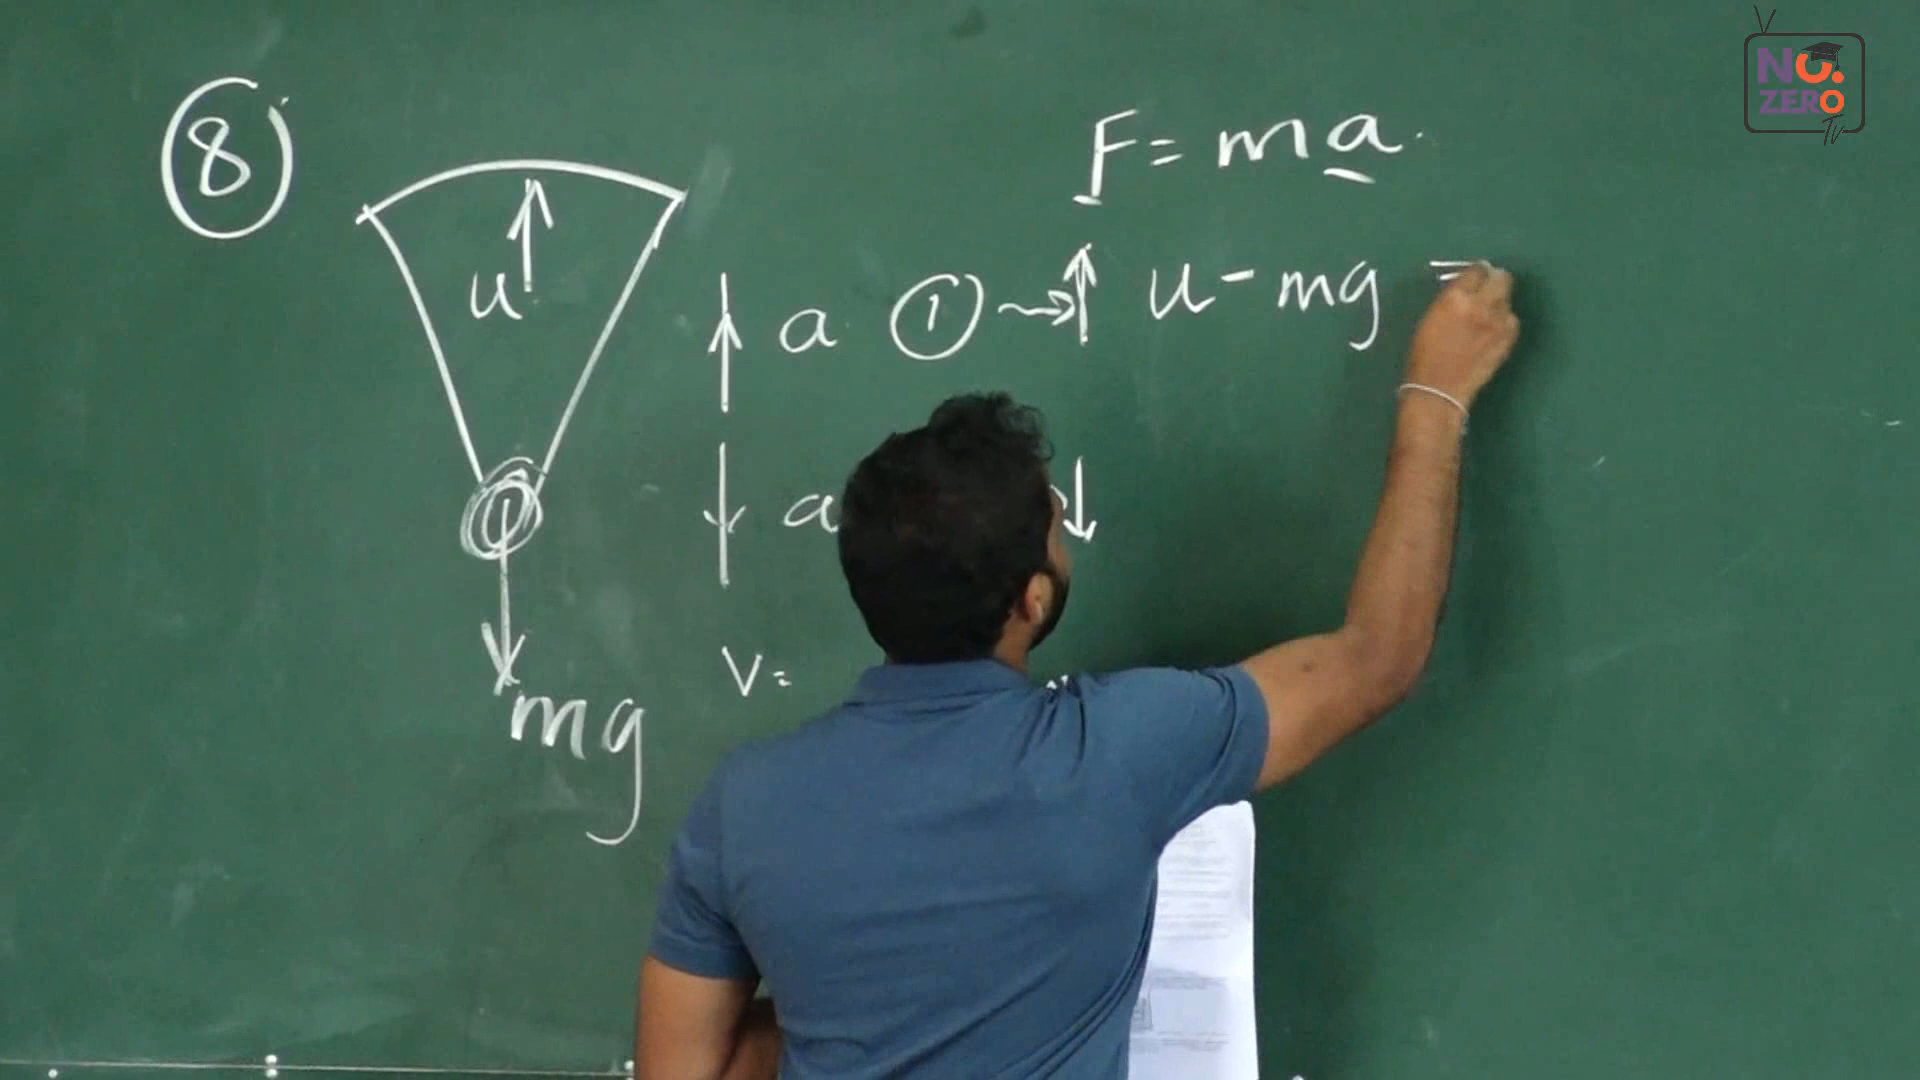 NO.
ZERO
TV
8
F = ma
u
a
1
u - mg =
a
v =
mg